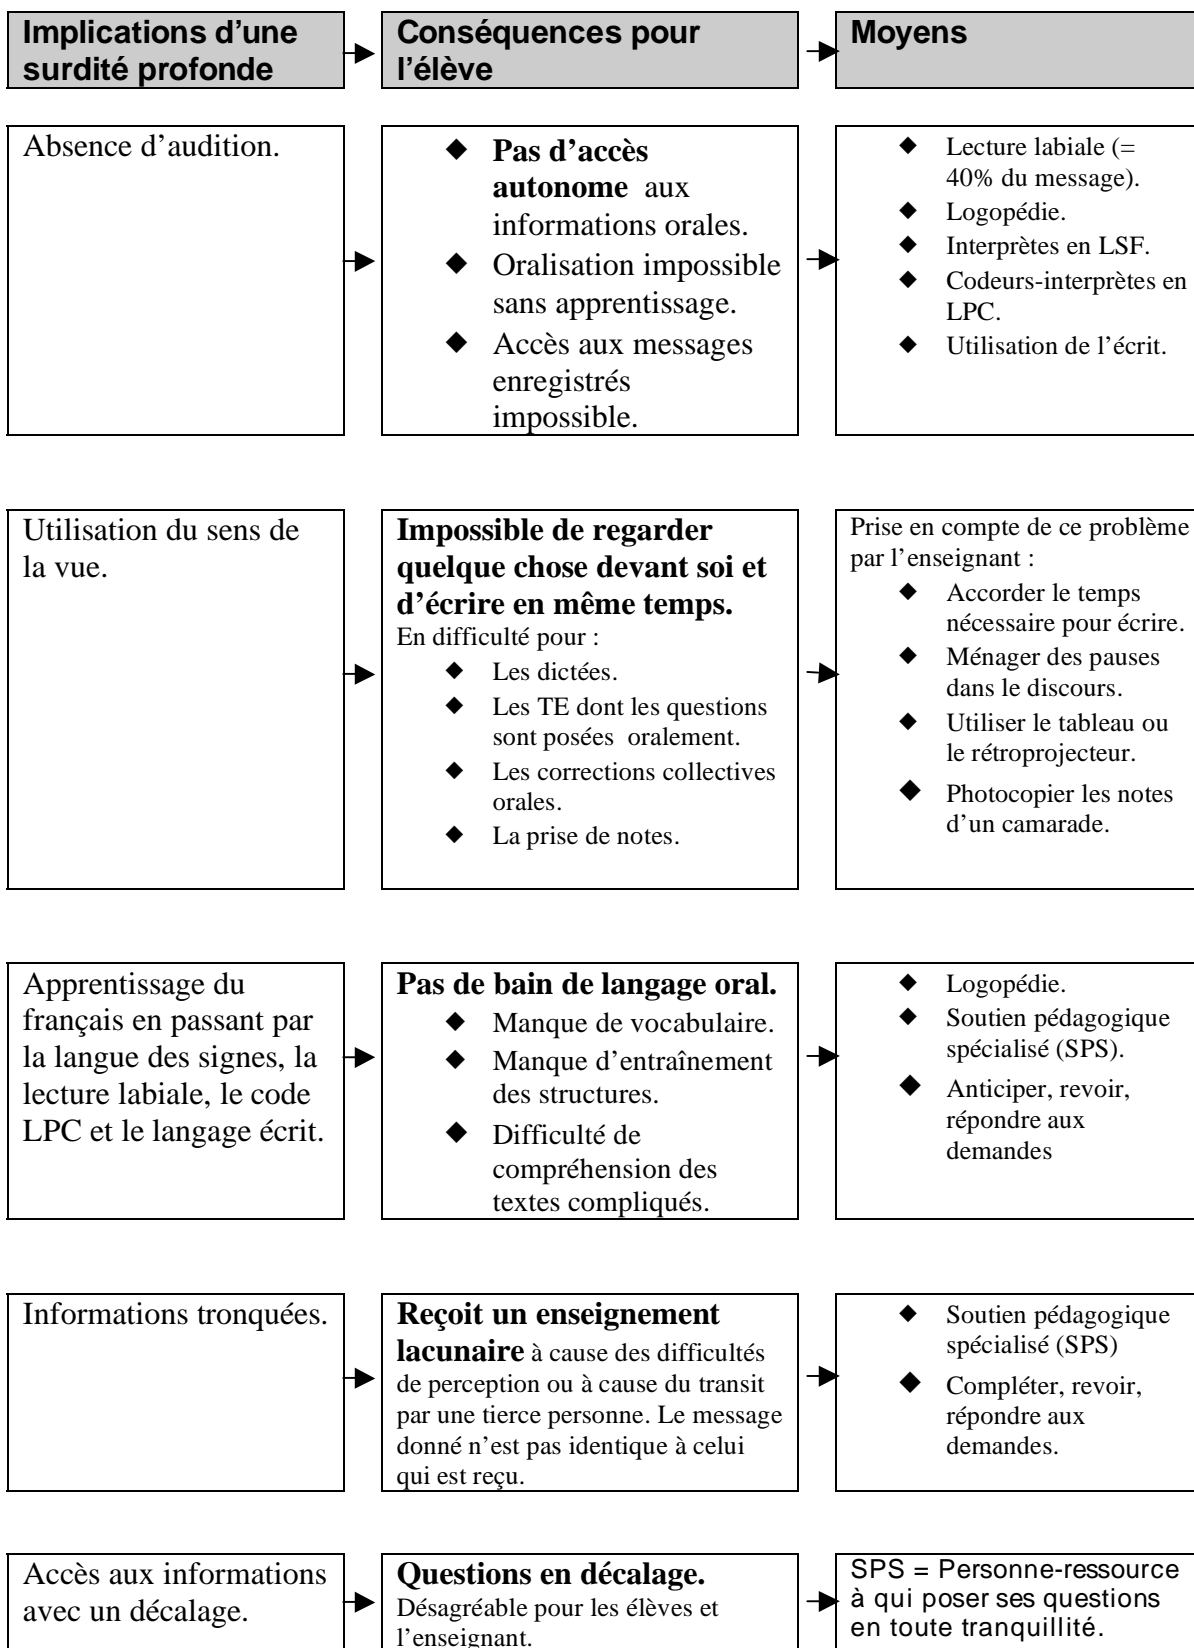 Implications d’une
surdité profonde
Conséquences pour
l’élève
Moyens
Absence d’audition.
◆ Pas d’accès
autonome aux
informations orales.
◆ Oralisation impossible
sans apprentissage.
◆ Accès aux messages
enregistrés
impossible.
◆ Lecture labiale (=
40% du message).
◆ Logopédie.
◆ Interprètes en LSF.
◆ Codeurs-interprètes en
LPC.
◆ Utilisation de l’écrit.
Utilisation du sens de
la vue.
Impossible de regarder
quelque chose devant soi et
d’écrire en même temps.
En difficulté pour :
◆ Les dictées.
◆ Les TE dont les questions
sont posées oralement.
◆ Les corrections collectives
orales.
◆ La prise de notes.
Prise en compte de ce problème
par l’enseignant :
◆ Accorder le temps
nécessaire pour écrire.
◆ Ménager des pauses
dans le discours.
◆ Utiliser le tableau ou
le rétroprojecteur.
◆ Photocopier les notes
d’un camarade.
Apprentissage du
français en passant par
la langue des signes, la
lecture labiale, le code
LPC et le langage écrit.
Pas de bain de langage oral.
◆ Manque de vocabulaire.
◆ Manque d’entraînement
des structures.
◆ Difficulté de
compréhension des
textes compliqués.
◆ Logopédie.
◆ Soutien pédagogique
spécialisé (SPS).
◆ Anticiper, revoir,
répondre aux
demandes
Informations tronquées.
Reçoit un enseignement
lacunaire à cause des difficultés
de perception ou à cause du transit
par une tierce personne. Le message
donné n’est pas identique à celui
qui est reçu.
◆ Soutien pédagogique
spécialisé (SPS)
◆ Compléter, revoir,
répondre aux
demandes.
Accès aux informations
avec un décalage.
Questions en décalage.
Désagréable pour les élèves et
l’enseignant.
SPS = Personne-ressource
à qui poser ses questions
en toute tranquillité.